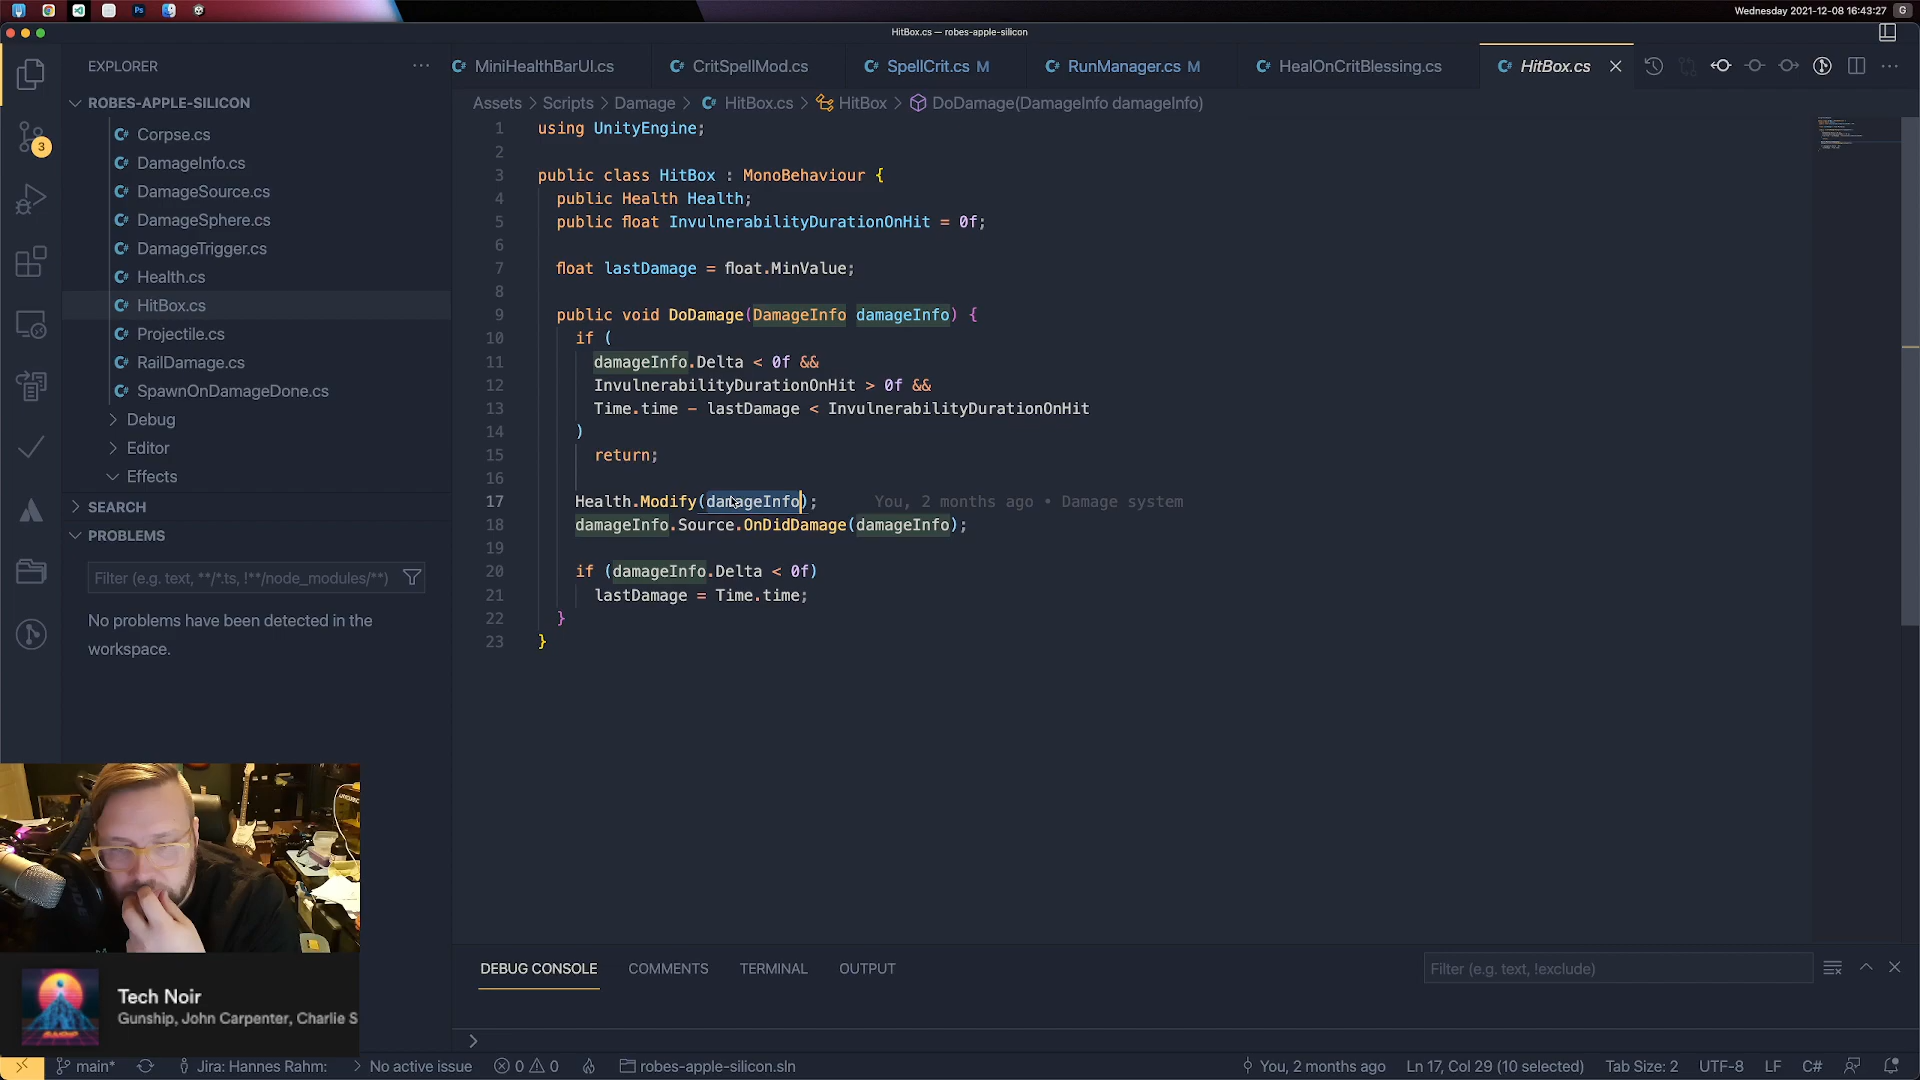 Wednesday 2021-12-08 16:43:27
G
HitBox.cs — robes-apple-silicon
EXPLORER
ROBES-APPLE-SILICON
C# Corpse.cs
C# DamageInfo.cs
C# DamageSource.cs
C# DamageSphere.cs
C# DamageTrigger.cs
C# Health.cs
C# HitBox.cs
C# Projectile.cs
C# RailDamage.cs
C# SpawnOnDamageDone.cs
Debug
Editor
Effects
SEARCH
PROBLEMS
Filter (e.g. text, **/*.ts, !**/node_modules/**)
No problems have been detected in the
workspace.
3
C# MiniHealthBarUI.cs
C# CritSpellMod.cs
C# SpellCrit.cs M
C# RunManager.cs M
C# HealOnCritBlessing.cs
C# HitBox.cs
Assets > Scripts > Damage > C# HitBox.cs > HitBox > DoDamage(DamageInfo damageInfo)
1 using UnityEngine;
2
3 public class HitBox : MonoBehaviour {
4 public Health Health;
5 public float InvulnerabilityDurationOnHit = 0f;
6
7 float lastDamage = float.MinValue;
8
9 public void DoDamage(DamageInfo damageInfo) {
10 if (
11 damageInfo.Delta < 0f &&
12 InvulnerabilityDurationOnHit > 0f &&
13 Time.time - lastDamage < InvulnerabilityDurationOnHit
14 )
15 return;
16
17 Health.Modify(damageInfo); You, 2 months ago • Damage system
18 damageInfo.Source.OnDidDamage(damageInfo);
19
20 if (damageInfo.Delta < 0f)
21 lastDamage = Time.time;
22 }
23 }
DEBUG CONSOLE
COMMENTS
TERMINAL
OUTPUT
Filter (e.g. text, !exclude)
Tech Noir
Gunship, John Carpenter, Charlie S
main*
Jira: Hannes Rahm:
No active issue
0 0
robes-apple-silicon.sln
You, 2 months ago
Ln 17, Col 29 (10 selected)
Tab Size: 2
UTF-8
LF
C#